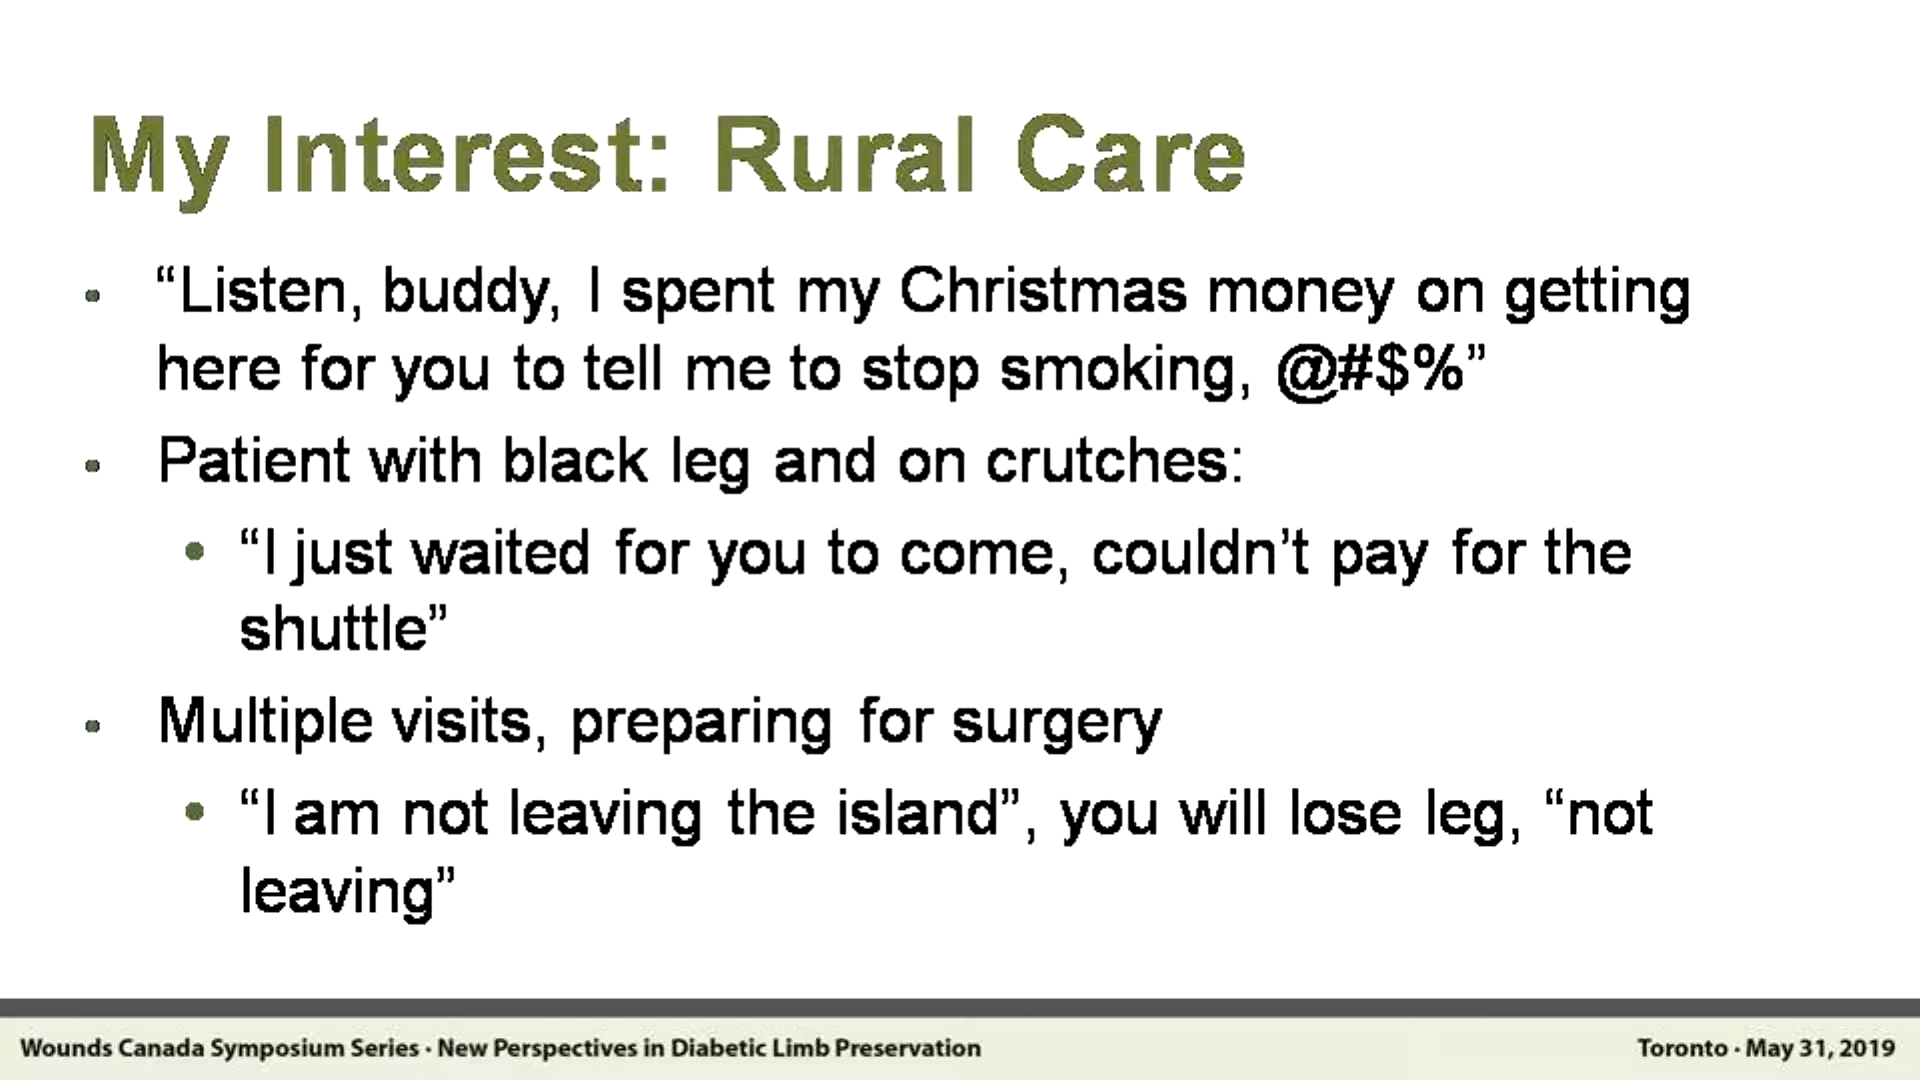 My Interest: Rural Care
• “Listen, buddy, I spent my Christmas money on getting
here for you to tell me to stop smoking, @#$%”
• Patient with black leg and on crutches:
• “I just waited for you to come, couldn’t pay for the
shuttle”
• Multiple visits, preparing for surgery
• “I am not leaving the island”, you will lose leg, “not
leaving”
Wounds Canada Symposium Series · New Perspectives in Diabetic Limb Preservation
Toronto · May 31, 2019